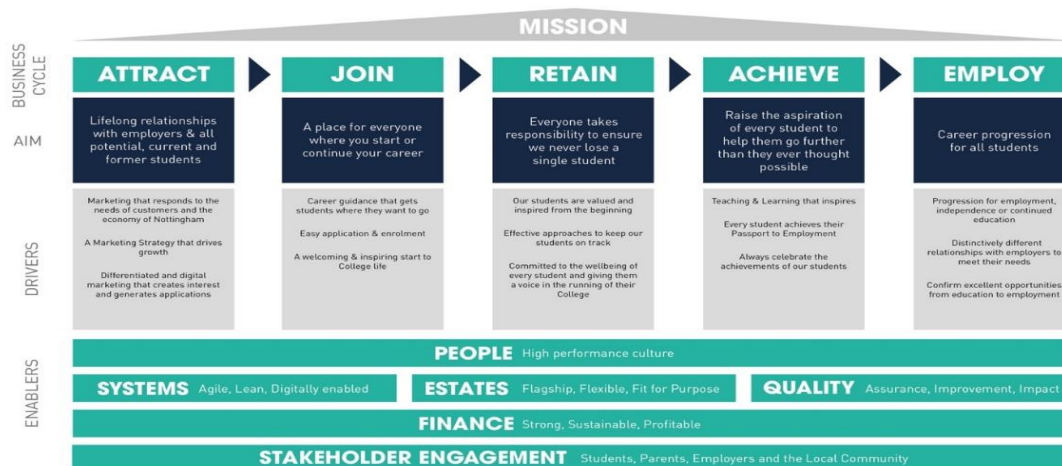 MISSION
BUSINESS
CYCLE
ATTRACT
JOIN
RETAIN
ACHIEVE
EMPLOY
AIM
Lifelong relationships
with employers & all
potential, current and
former students
A place for everyone
where you start or
continue your career
Everyone takes
responsibility to ensure
we never lose a
single student
Raise the aspiration
of every student to
help them go further
than they ever thought
possible
Career progression
for all students
DRIVERS
Marketing that responds to the
needs of customers and the
economy of Nottingham
A Marketing Strategy that drives
growth
Differentiated and digital
marketing that creates interest
and generates applications
Career guidance that gets
students where they want to go
Easy application & enrolment
A welcoming & inspiring start to
College life
Our students are valued and
inspired from the beginning
Effective approaches to keep our
students on track
Committed to the wellbeing of
every student and giving them
a voice in the running of their
College
Teaching & Learning that inspires
Every student achieves their
Passport to Employment
Always celebrate the
achievements of our students
Progression for employment,
independence or continued
education
Distinctively different
relationships with employers to
meet their needs
Confirm excellent opportunities
from education to employment
ENABLERS
PEOPLE High performance culture
SYSTEMS Agile, Lean, Digitally enabled
ESTATES Flagship, Flexible, Fit for Purpose
QUALITY Assurance, Improvement, Impact
FINANCE Strong, Sustainable, Profitable
STAKEHOLDER ENGAGEMENT Students, Parents, Employers and the Local Community